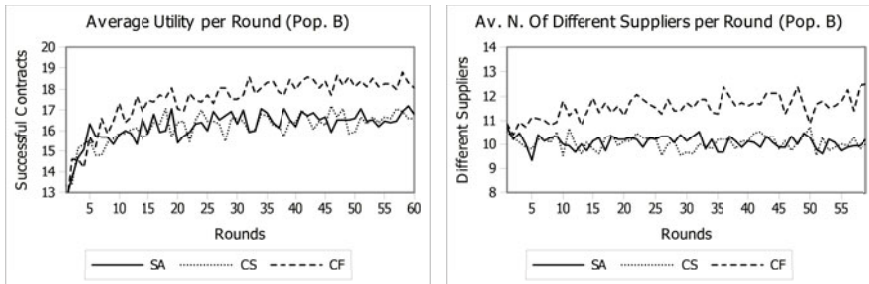 Average Utility per Round (Pop. B)
Successful Contracts
20
19
18
17
16
15
14
13
5 10 15 20 25 30 35 40 45 50 55 60
Rounds
SA CS CF
Av. N. Of Different Suppliers per Round (Pop. B)
Different Suppliers
14
13
12
11
10
9
8
5 10 15 20 25 30 35 40 45 50 55
Rounds
SA CS CF